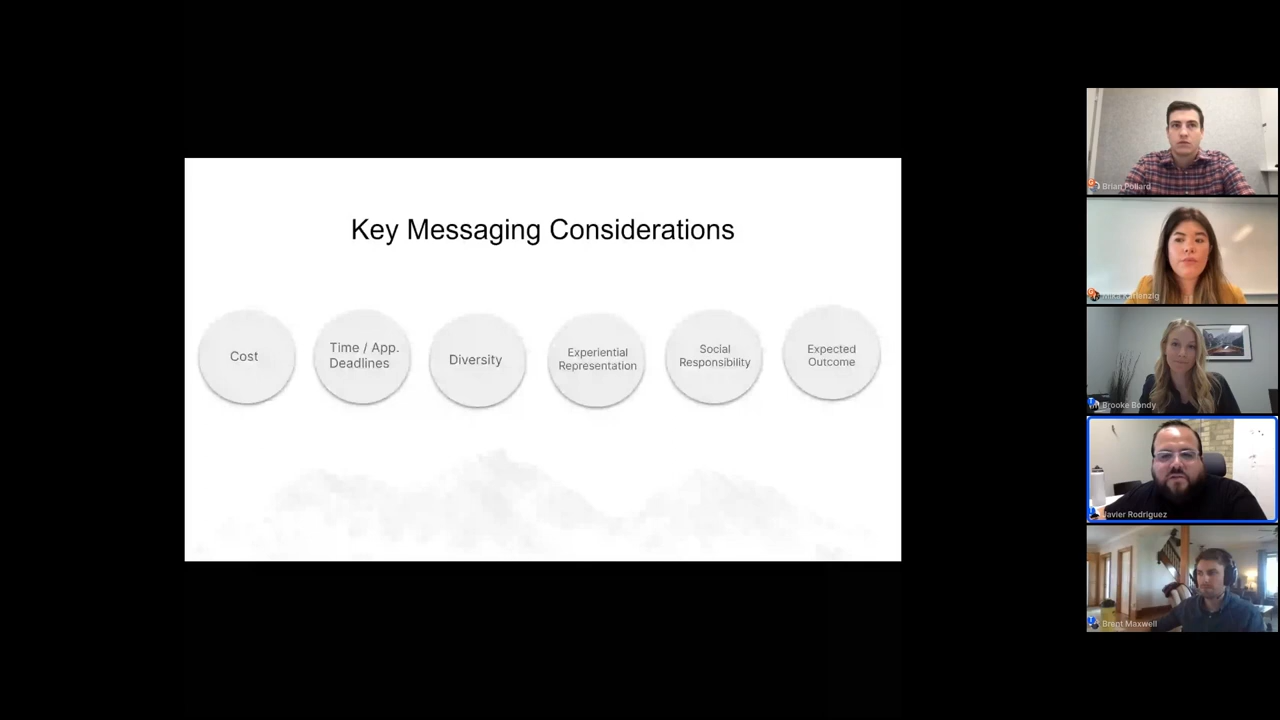 Key Messaging Considerations
Cost
Time / App.
Deadlines
Diversity
Experiential
Representation
Social
Responsibility
Expected
Outcome
Brian Pollard
Brooke Bondy
Javier Rodriguez
Brent Maxwell